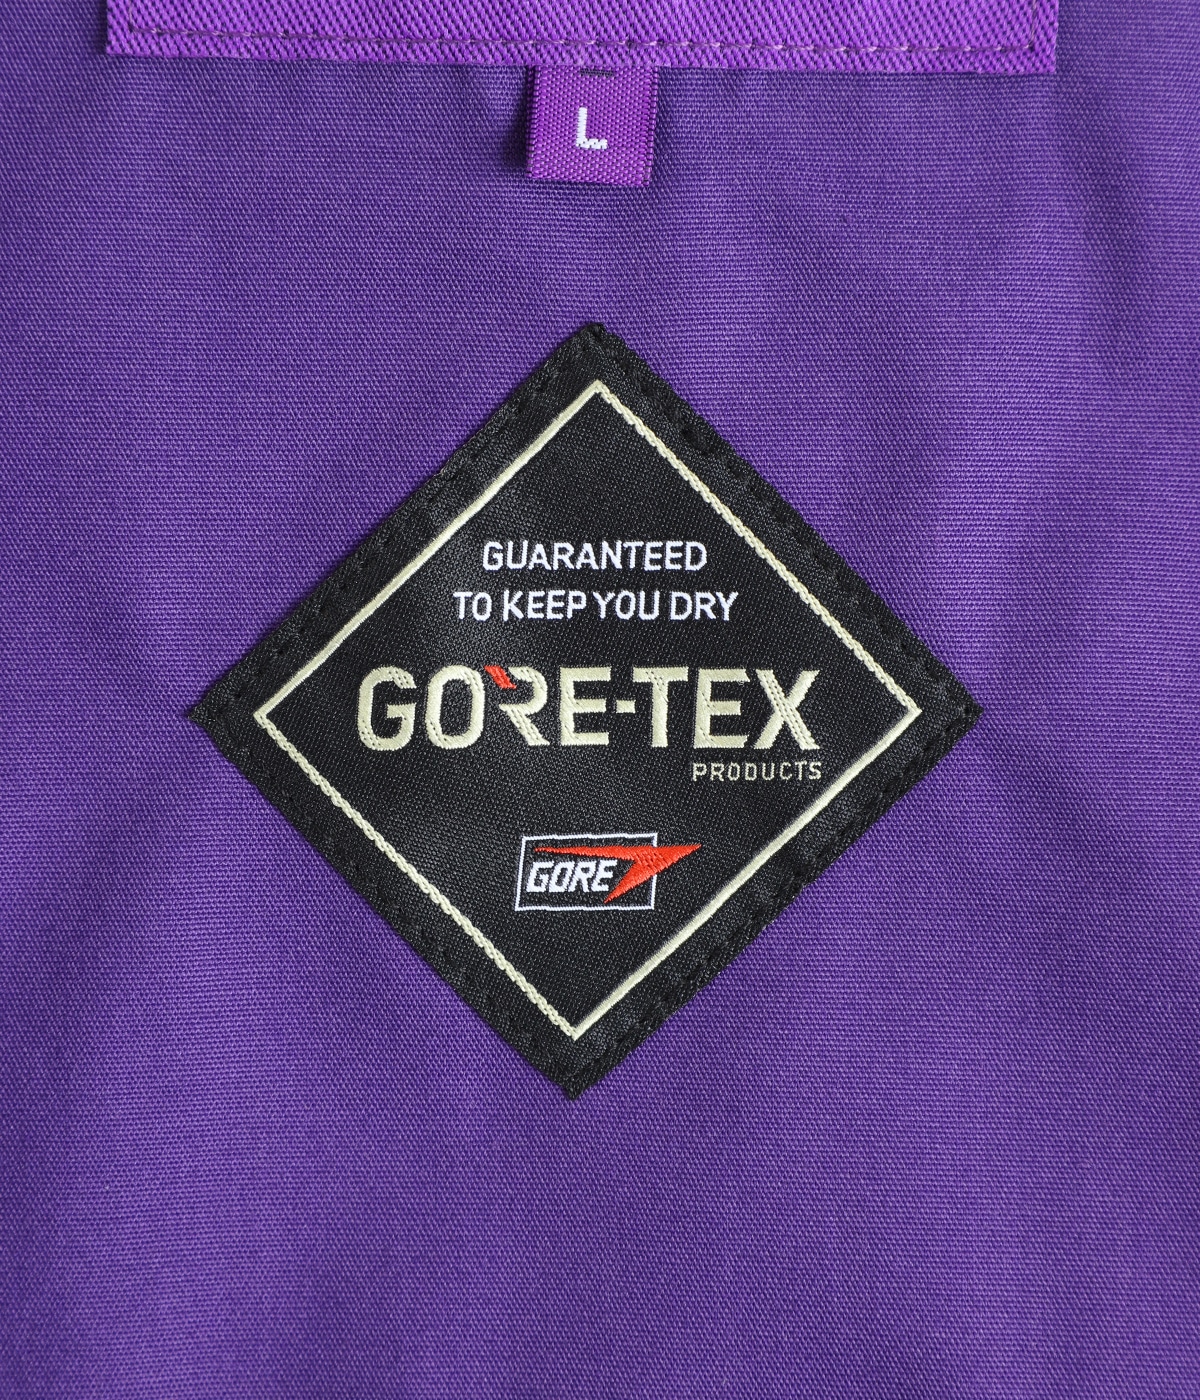 L
GUARANTEED
TO KEEP YOU DRY
GORE-TEX
PRODUCTS
GORE